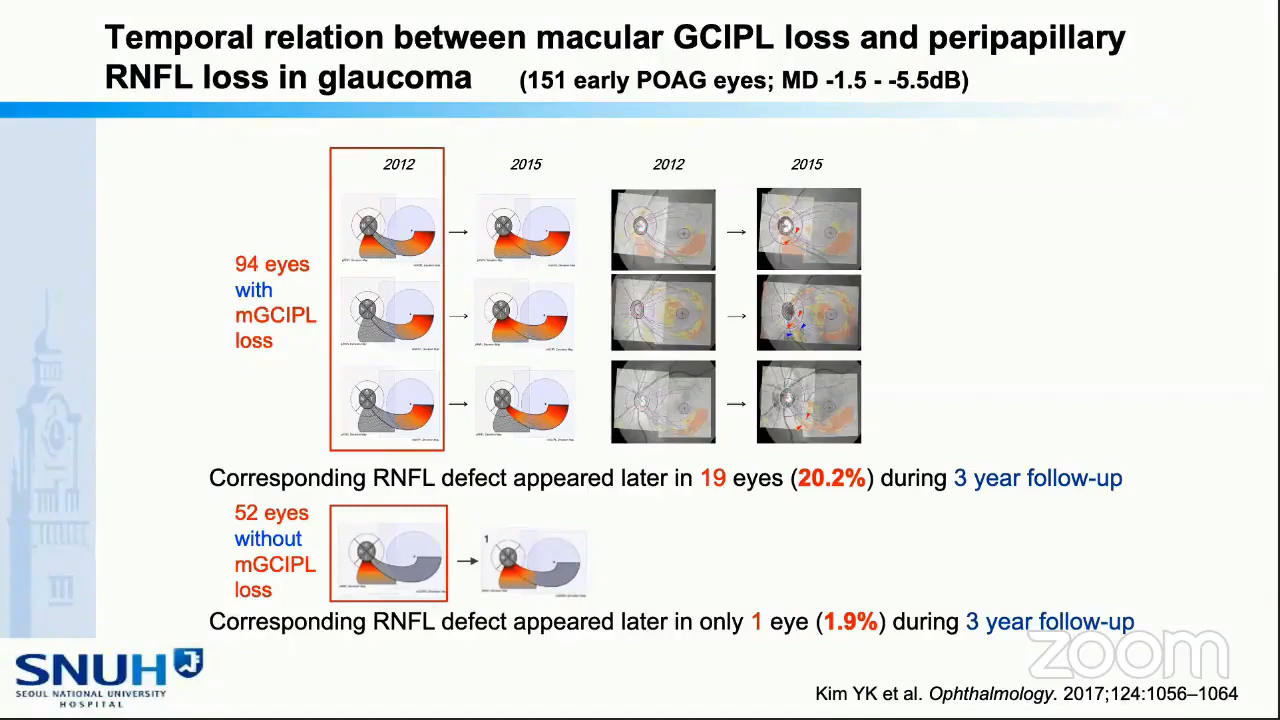 Temporal relation between macular GCIPL loss and peripapillary
RNFL loss in glaucoma (151 early POAG eyes; MD -1.5 - -5.5dB)
2012 2015 2012 2015
94 eyes
with
mGCIPL
loss
Corresponding RNFL defect appeared later in 19 eyes (20.2%) during 3 year follow-up
52 eyes
without
mGCIPL
loss
1
Corresponding RNFL defect appeared later in only 1 eye (1.9%) during 3 year follow-up
zoom
SNUH
SEOUL NATIONAL UNIVERSITY
HOSPITAL
Kim YK et al. Ophthalmology. 2017;124:1056–1064